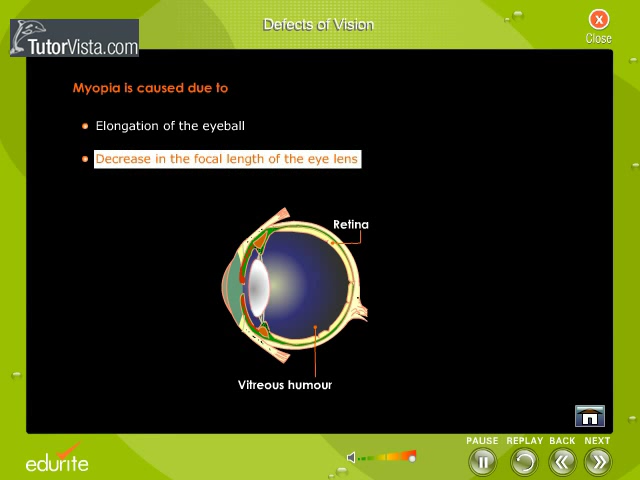 Defects of Vision
X
Close
TutorVista.com
Myopia is caused due to
Elongation of the eyeball
Decrease in the focal length of the eye lens
Retina
Vitreous humour
PAUSE REPLAY BACK NEXT
edurite